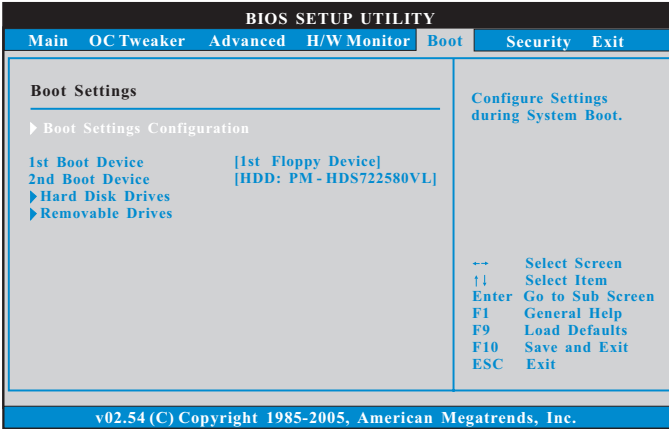 BIOS SETUP UTILITY
Main OC Tweaker Advanced H/W Monitor Boot Security Exit
Boot Settings
Boot Settings Configuration
1st Boot Device [1st Floppy Device]
2nd Boot Device [HDD: PM-HDS722580VL]
Hard Disk Drives
Removable Drives
Configure Settings
during System Boot.
←→ Select Screen
↑↓ Select Item
Enter Go to Sub Screen
F1 General Help
F9 Load Defaults
F10 Save and Exit
ESC Exit
v02.54 (C) Copyright 1985-2005, American Megatrends, Inc.